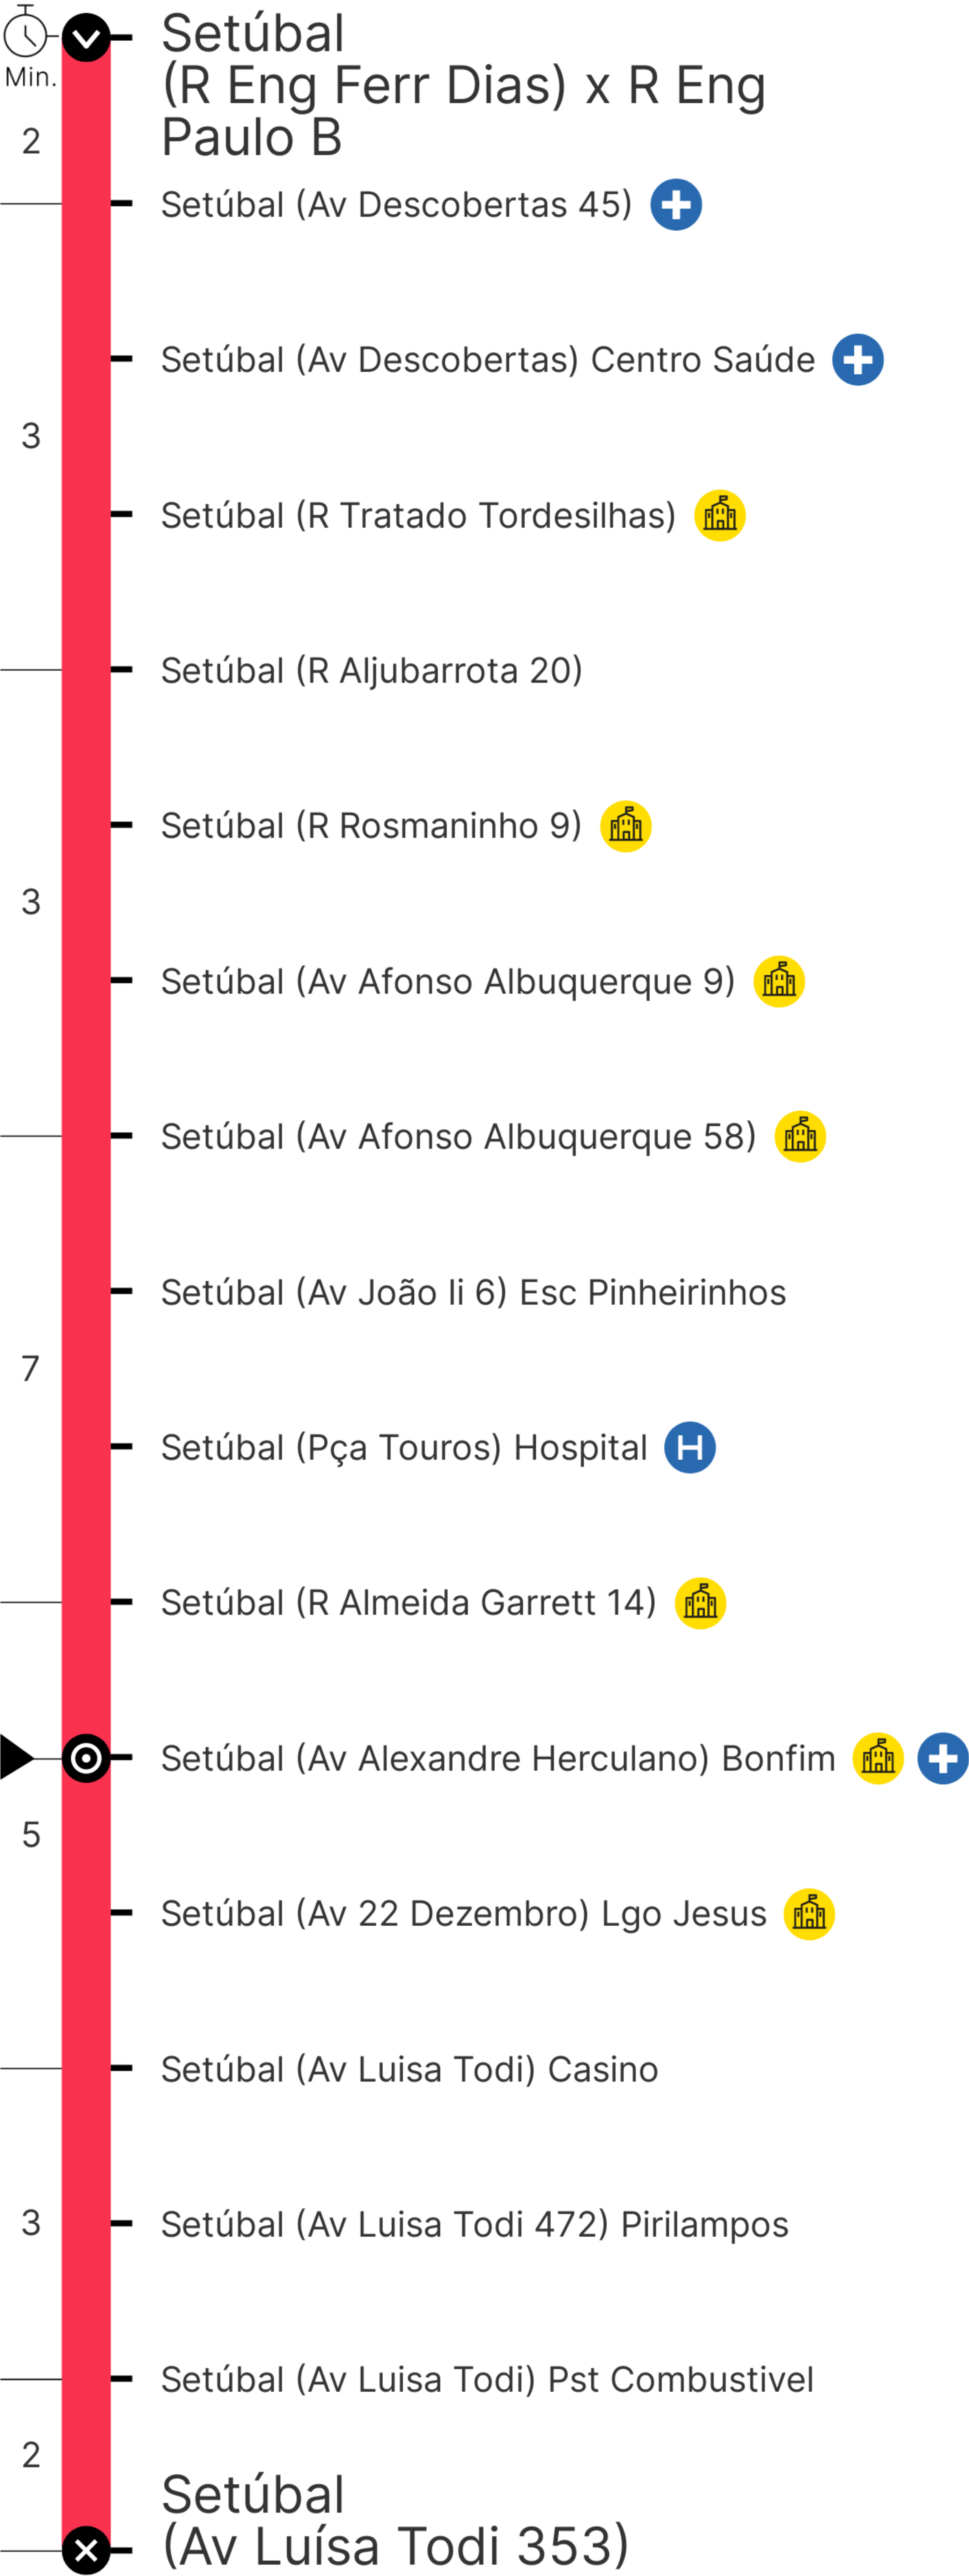 Setúbal
Min.
(R Eng Ferr Dias) x R Eng
Paulo B
2
Setúbal (Av Descobertas 45)
Setúbal (Av Descobertas) Centro Saúde
3
Setúbal (R Tratado Tordesilhas)
Setúbal (R Aljubarrota 20)
Setúbal (R Rosmaninho 9)
3
Setúbal (Av Afonso Albuquerque 9)
Setúbal (Av Afonso Albuquerque 58)
Setúbal (Av João Ii 6) Esc Pinheirinhos
7
Setúbal (Pça Touros) Hospital H
Setúbal (R Almeida Garrett 14)
Setúbal (Av Alexandre Herculano) Bonfim
5
Setúbal (Av 22 Dezembro) Lgo Jesus
Setúbal (Av Luisa Todi) Casino
3
Setúbal (Av Luisa Todi 472) Pirilampos
Setúbal (Av Luisa Todi) Pst Combustivel
2
Setúbal
(Av Luísa Todi 353)